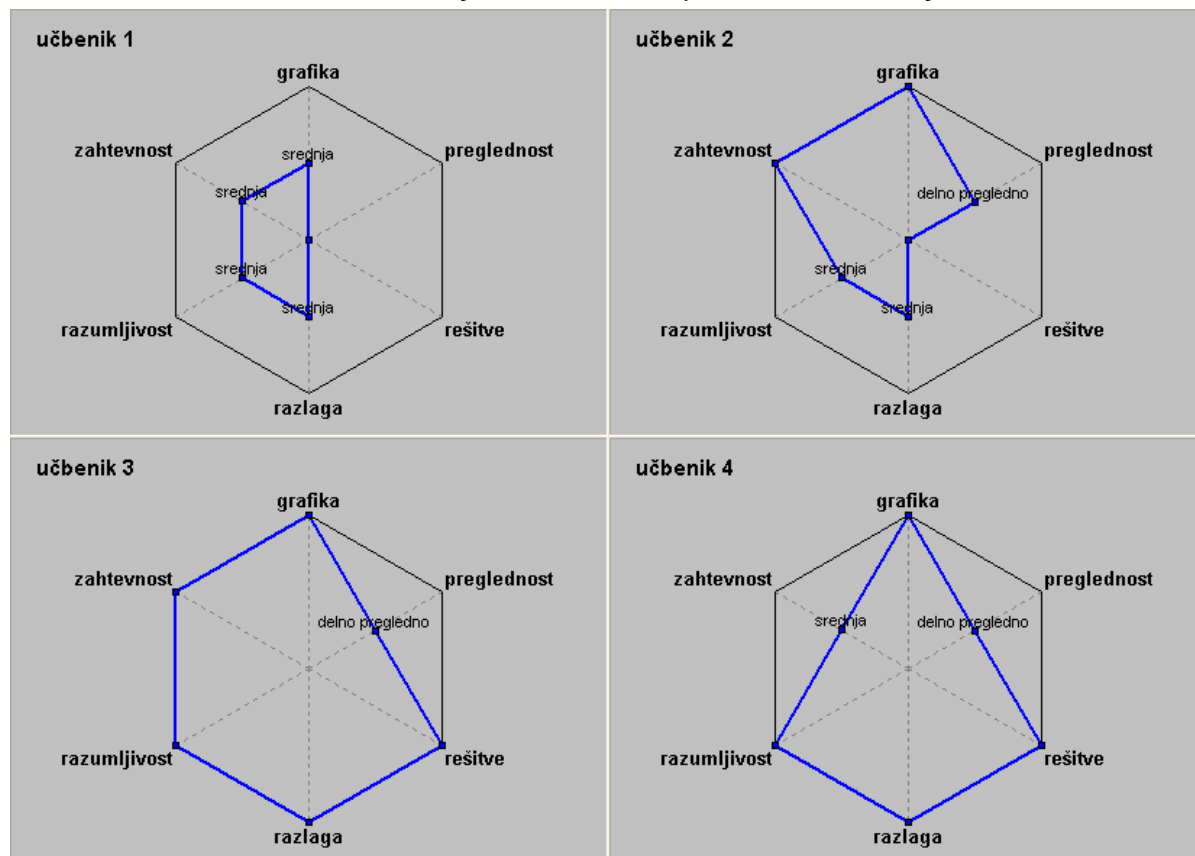 učbenik 1
grafika
zahtevnost
preglednost
srednja
srednja
srednja
srednja
razumljivost
rešitve
razlaga
učbenik 2
grafika
zahtevnost
preglednost
delno pregledno
srednja
srednja
razumljivost
rešitve
razlaga
učbenik 3
grafika
zahtevnost
preglednost
delno pregledno
razumljivost
rešitve
razlaga
učbenik 4
grafika
zahtevnost
preglednost
srednja
delno pregledno
razumljivost
rešitve
razlaga